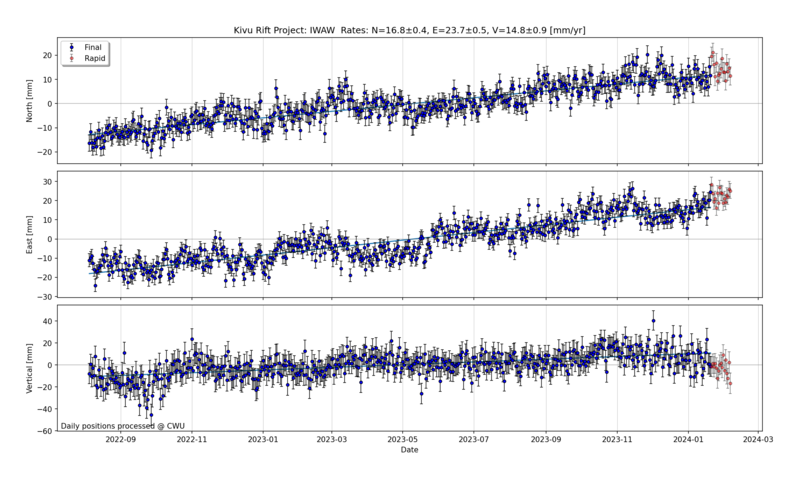 Kivu Rift Project: IWAW  Rates: N=16.8±0.4, E=23.7±0.5, V=14.8±0.9 [mm/yr]
Final
Rapid
North [mm]
20
10
0
−10
−20
East [mm]
30
20
10
0
−10
−20
−30
Vertical [mm]
40
20
0
−20
−40
−60
Daily positions processed @ CWU
2022-09 2022-11 2023-01 2023-03 2023-05 2023-07 2023-09 2023-11 2024-01 2024-03
Date